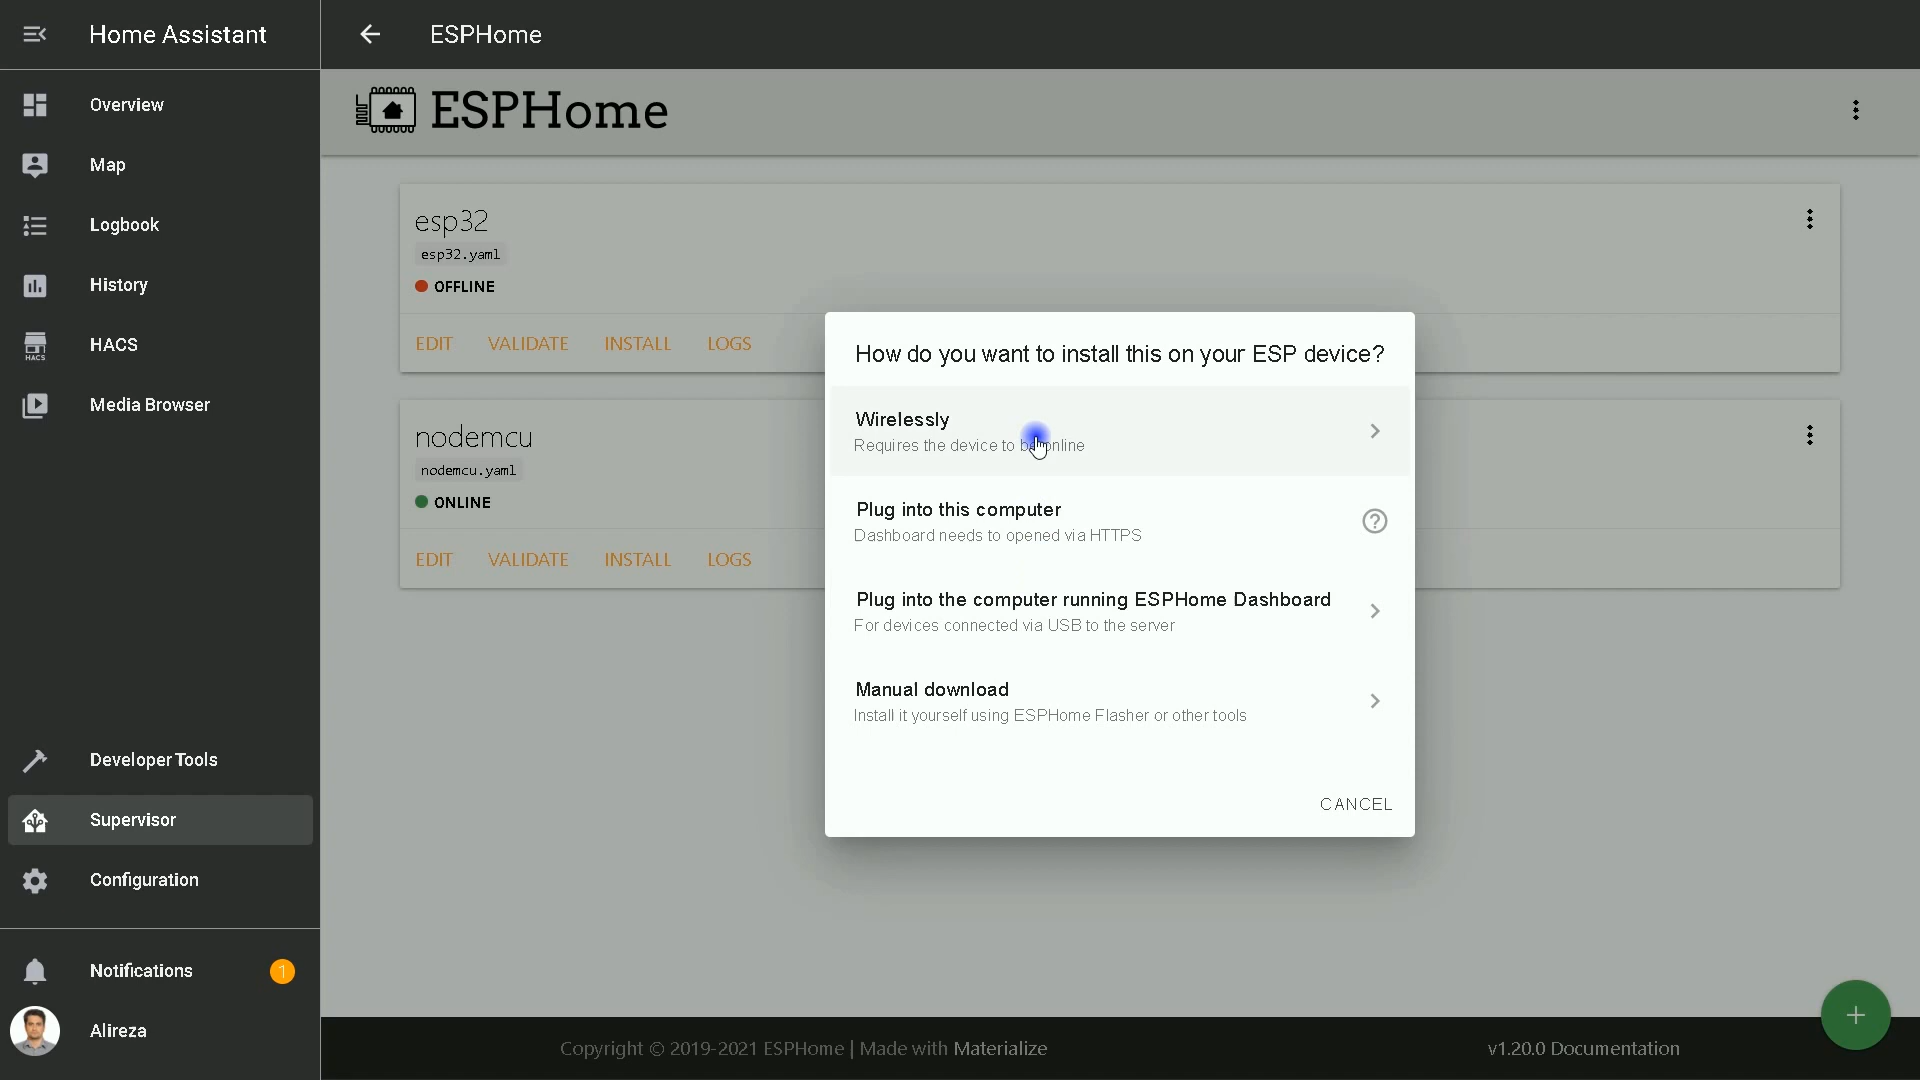 Home Assistant
ESPHome
Overview
Map
Logbook
History
HACS
HACS
Media Browser
Developer Tools
Supervisor
Configuration
Notifications
1
Alireza
ESPHome
esp32
esp32.yaml
OFFLINE
EDIT VALIDATE INSTALL LOGS
nodemcu
nodemcu.yaml
ONLINE
EDIT VALIDATE INSTALL LOGS
How do you want to install this on your ESP device?
Wirelessly
Requires the device to be online
Plug into this computer
Dashboard needs to opened via HTTPS
?
Plug into the computer running ESPHome Dashboard
For devices connected via USB to the server
Manual download
Install it yourself using ESPHome Flasher or other tools
CANCEL
+
Copyright © 2019-2021 ESPHome | Made with Materialize
v1.20.0 Documentation